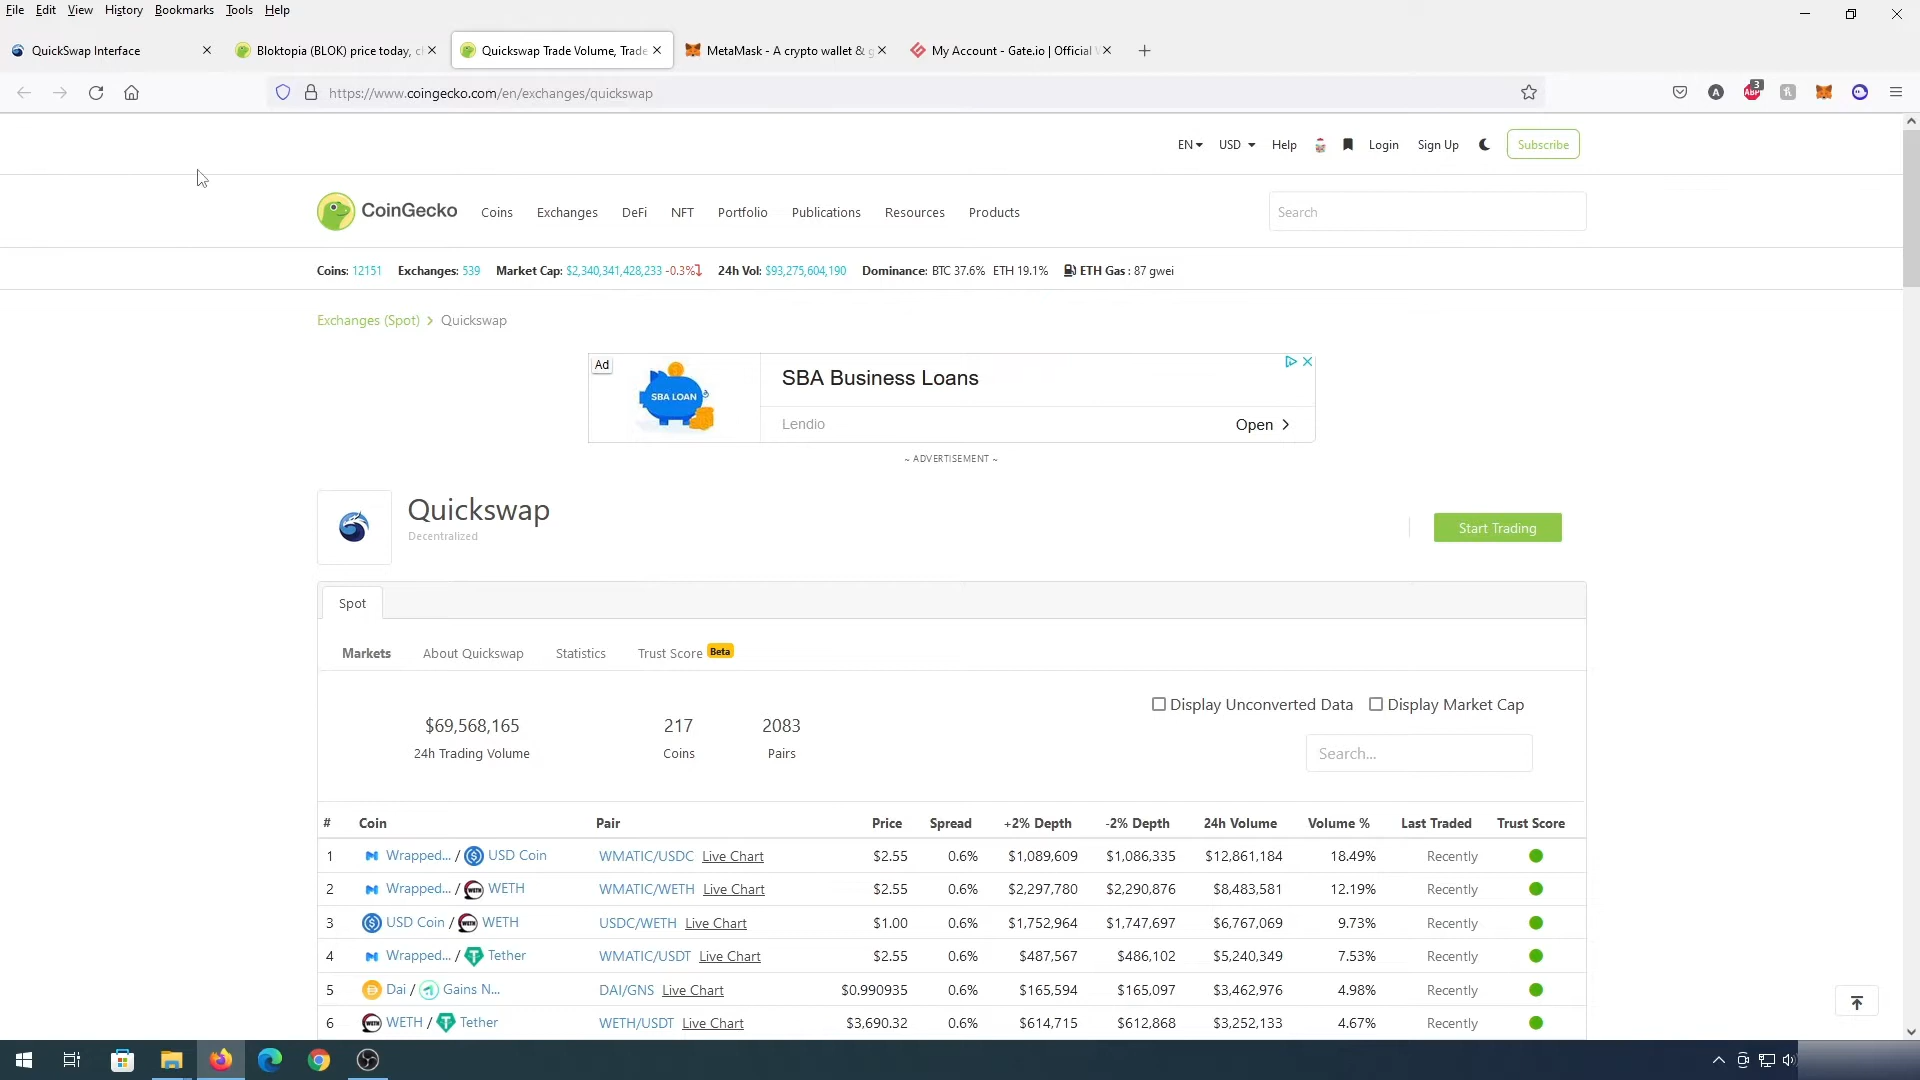 File Edit View History Bookmarks Tools Help
QuickSwap Interface
Bloktopia (BLOK) price today, c
Quickswap Trade Volume, Trade
MetaMask - A crypto wallet & g
My Account - Gate.io | Official
https://www.coingecko.com/en/exchanges/quickswap
A
3
ABP
EN USD Help Login Sign Up Subscribe
CoinGecko Coins Exchanges DeFi NFT Portfolio Publications Resources Products Search
Coins: 12151 Exchanges: 539 Market Cap: $2,340,341,428,233 -0.3% 24h Vol: $93,275,604,190 Dominance: BTC 37.6% ETH 19.1% ETH Gas : 87 gwei
Exchanges (Spot) > Quickswap
Ad
SBA LOAN
SBA Business Loans
Lendio
Open >
~ ADVERTISEMENT ~
Quickswap
Decentralized
Start Trading
Spot
Markets About Quickswap Statistics Trust Score Beta
Display Unconverted Data Display Market Cap
$69,568,165 217 2083
24h Trading Volume Coins Pairs
Search...
# Coin Pair Price Spread +2% Depth -2% Depth 24h Volume Volume % Last Traded Trust Score
1 Wrapped... / USD Coin WMATIC/USDC Live Chart $2.55 0.6% $1,089,609 $1,086,335 $12,861,184 18.49% Recently
2 Wrapped... / WETH WMATIC/WETH Live Chart $2.55 0.6% $2,297,780 $2,290,876 $8,483,581 12.19% Recently
3 USD Coin / WETH USDC/WETH Live Chart $1.00 0.6% $1,752,964 $1,747,697 $6,767,069 9.73% Recently
4 Wrapped... / Tether WMATIC/USDT Live Chart $2.55 0.6% $487,567 $486,102 $5,240,349 7.53% Recently
5 Dai / Gains N... DAI/GNS Live Chart $0.990935 0.6% $165,594 $165,097 $3,462,976 4.98% Recently
6 WETH / Tether WETH/USDT Live Chart $3,690.32 0.6% $614,715 $612,868 $3,252,133 4.67% Recently